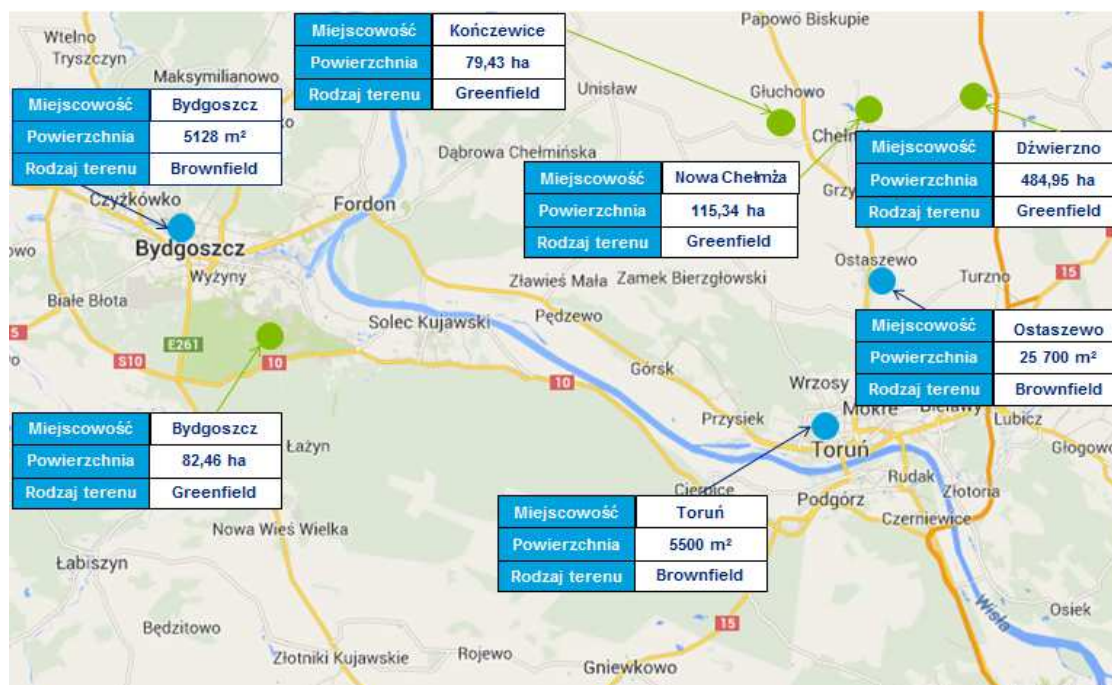 Miejscowość Kończewice
Powierzchnia 79,43 ha
Rodzaj terenu Greenfield
Papowo Biskupie
Wtelno
Tryszczyn
Maksymilianowo
Unisław
Głuchowo
Miejscowość Bydgoszcz
Powierzchnia 5128 m²
Rodzaj terenu Brownfield
Dąbrowa Chełmińska
Miejscowość Nowa Chełmża
Powierzchnia 115,34 ha
Rodzaj terenu Greenfield
Miejscowość Dźwierzno
Powierzchnia 484,95 ha
Rodzaj terenu Greenfield
Czyżkówko
Fordon
Bydgoszcz
Wyżyny
Ostaszewo
Turzno
15
Zławieś Mała
Zamek Bierzgłowski
Białe Błota
Solec Kujawski
Pędzewo
E261
S10
10
10
Miejscowość Ostaszewo
Powierzchnia 25 700 m²
Rodzaj terenu Brownfield
Górsk
Wrzosy
Mokre
Bielawy
Przysiek
Toruń
Lubicz
Miejscowość Bydgoszcz
Powierzchnia 82,46 ha
Rodzaj terenu Greenfield
Łażyn
Cierpice
Rudak
Złotoria
Podgórz
Czerniewice
Nowa Wieś Wielka
Miejscowość Toruń
Powierzchnia 5500 m²
Rodzaj terenu Brownfield
Łabiszyn
Będzitowo
Wisła
Osiek
15
Złotniki Kujawskie
Rojewo
Gniewkowo